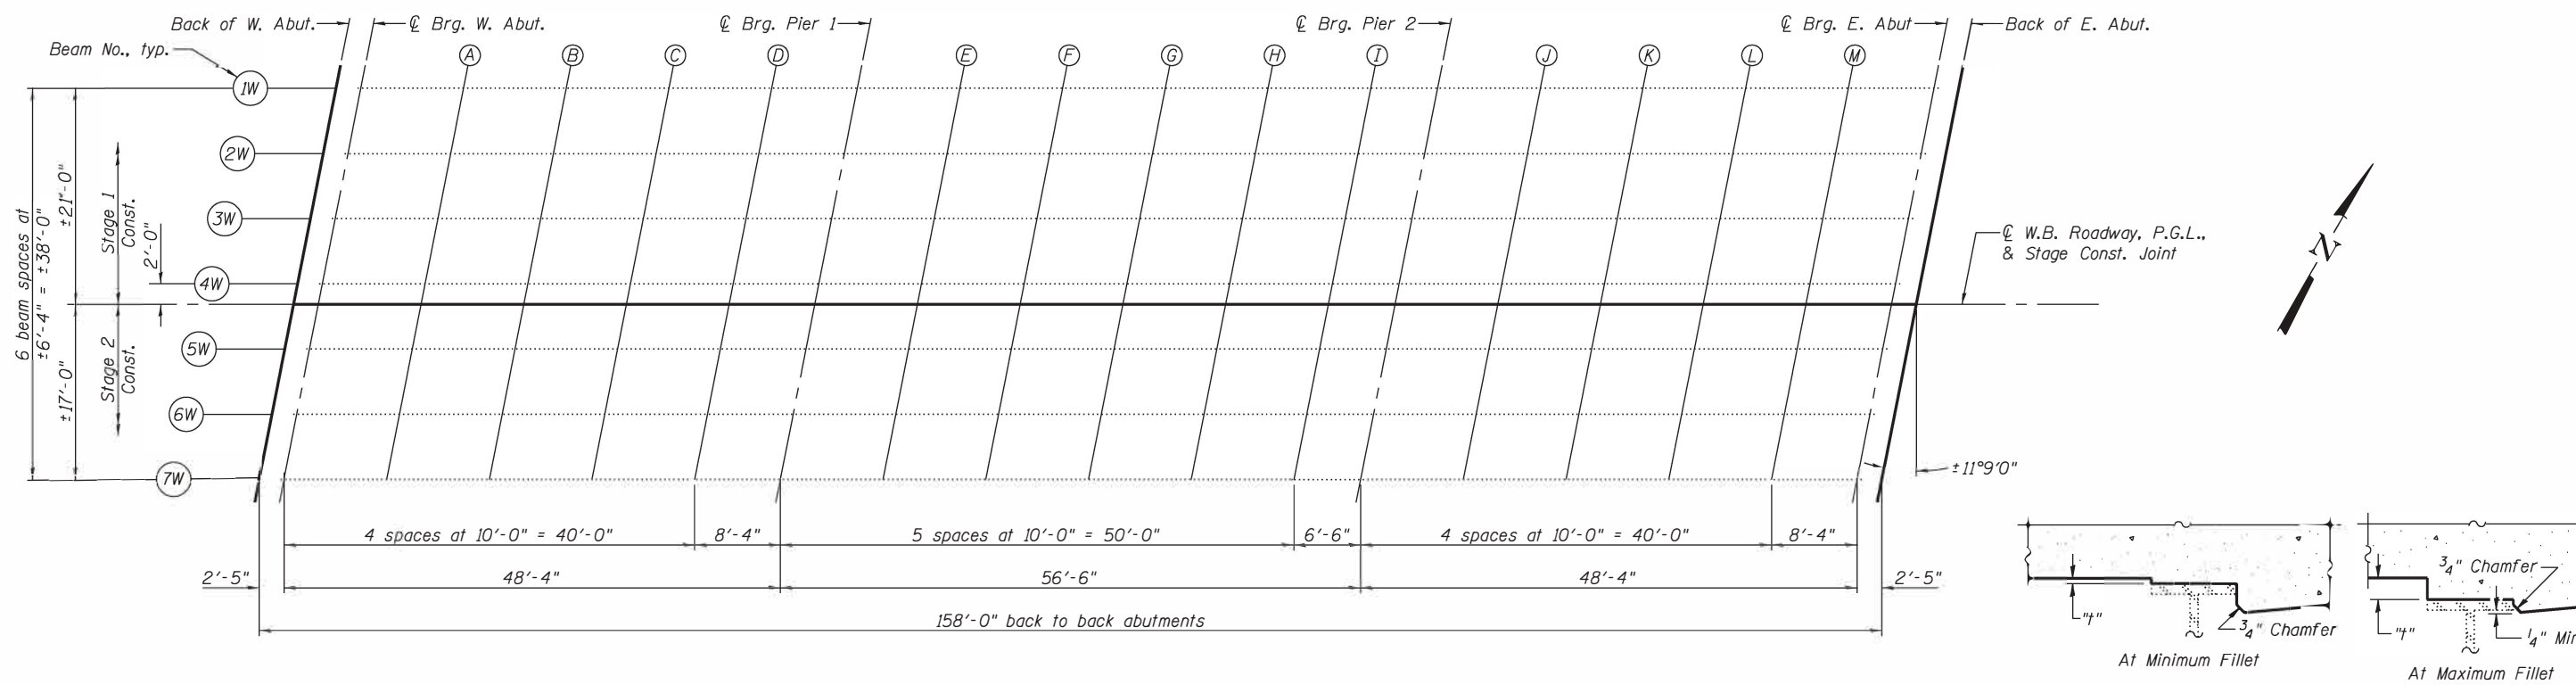 Back of W. Abut.
℄ Brg. W. Abut.
℄ Brg. Pier 1
℄ Brg. Pier 2
℄ Brg. E. Abut
Back of E. Abut.
Beam No., typ.
A
B
C
D
E
F
G
H
I
J
K
L
M
1W
2W
3W
4W
5W
6W
7W
6 beam spaces at
±6'-4" = ±38'-0"
±21'-0"
±17'-0"
Stage 1
Const.
2'-0"
Stage 2
Const.
℄ W.B. Roadway, P.G.L.,
& Stage Const. Joint
N
±11°9'0"
4 spaces at 10'-0" = 40'-0"
8'-4"
5 spaces at 10'-0" = 50'-0"
6'-6"
4 spaces at 10'-0" = 40'-0"
8'-4"
2'-5"
48'-4"
56'-6"
48'-4"
2'-5"
158'-0" back to back abutments
"t"
3/4" Chamfer
At Minimum Fillet
3/4" Chamfer
"t"
1/4" Min
At Maximum Fillet